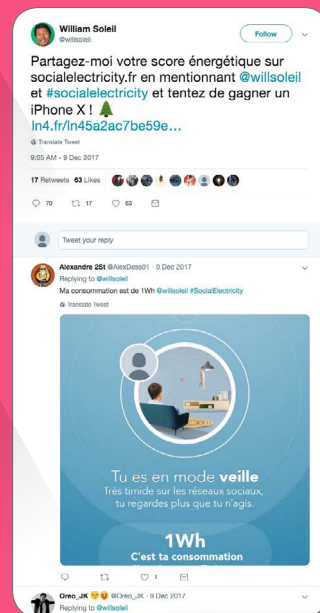 William Soleil
@willsoleil
Follow
Partagez-moi votre score énergétique sur
socialelectricity.fr en mentionnant @willsoleil
et #socialelectricity et tentez de gagner un
iPhone X ! 🎄
ln4.fr/ln45a2ac7be59e…
Translate Tweet
9:05 AM - 9 Dec 2017
17 Retweets 63 Likes
79 17 63
Tweet your reply
Alexandre 2St @AlexDess91 · 9 Dec 2017
Replying to @willsoleil
Ma consommation est de 1Wh @willsoleil #SocialElectricity
Translate Tweet
Tu es en mode veille
Très timide sur les réseaux sociaux,
tu regardes plus que tu n'agis.
1Wh
C'est ta consommation
1
Oreo_JK @Oreo_JK · 9 Dec 2017
Replying to @willsoleil